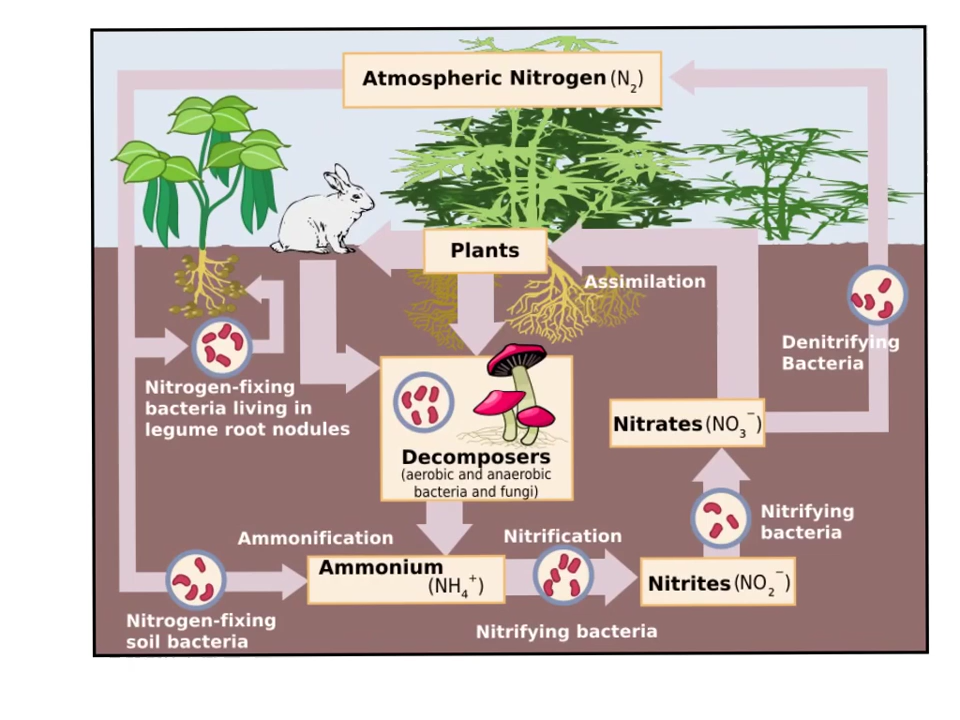 Atmospheric Nitrogen (N₂)
Plants
Assimilation
Denitrifying
Bacteria
Nitrogen-fixing
bacteria living in
legume root nodules
Decomposers
(aerobic and anaerobic
bacteria and fungi)
Nitrates (NO₃⁻)
Nitrifying
bacteria
Ammonification
Nitrification
Ammonium
(NH₄⁺)
Nitrites (NO₂⁻)
Nitrogen-fixing
soil bacteria
Nitrifying bacteria